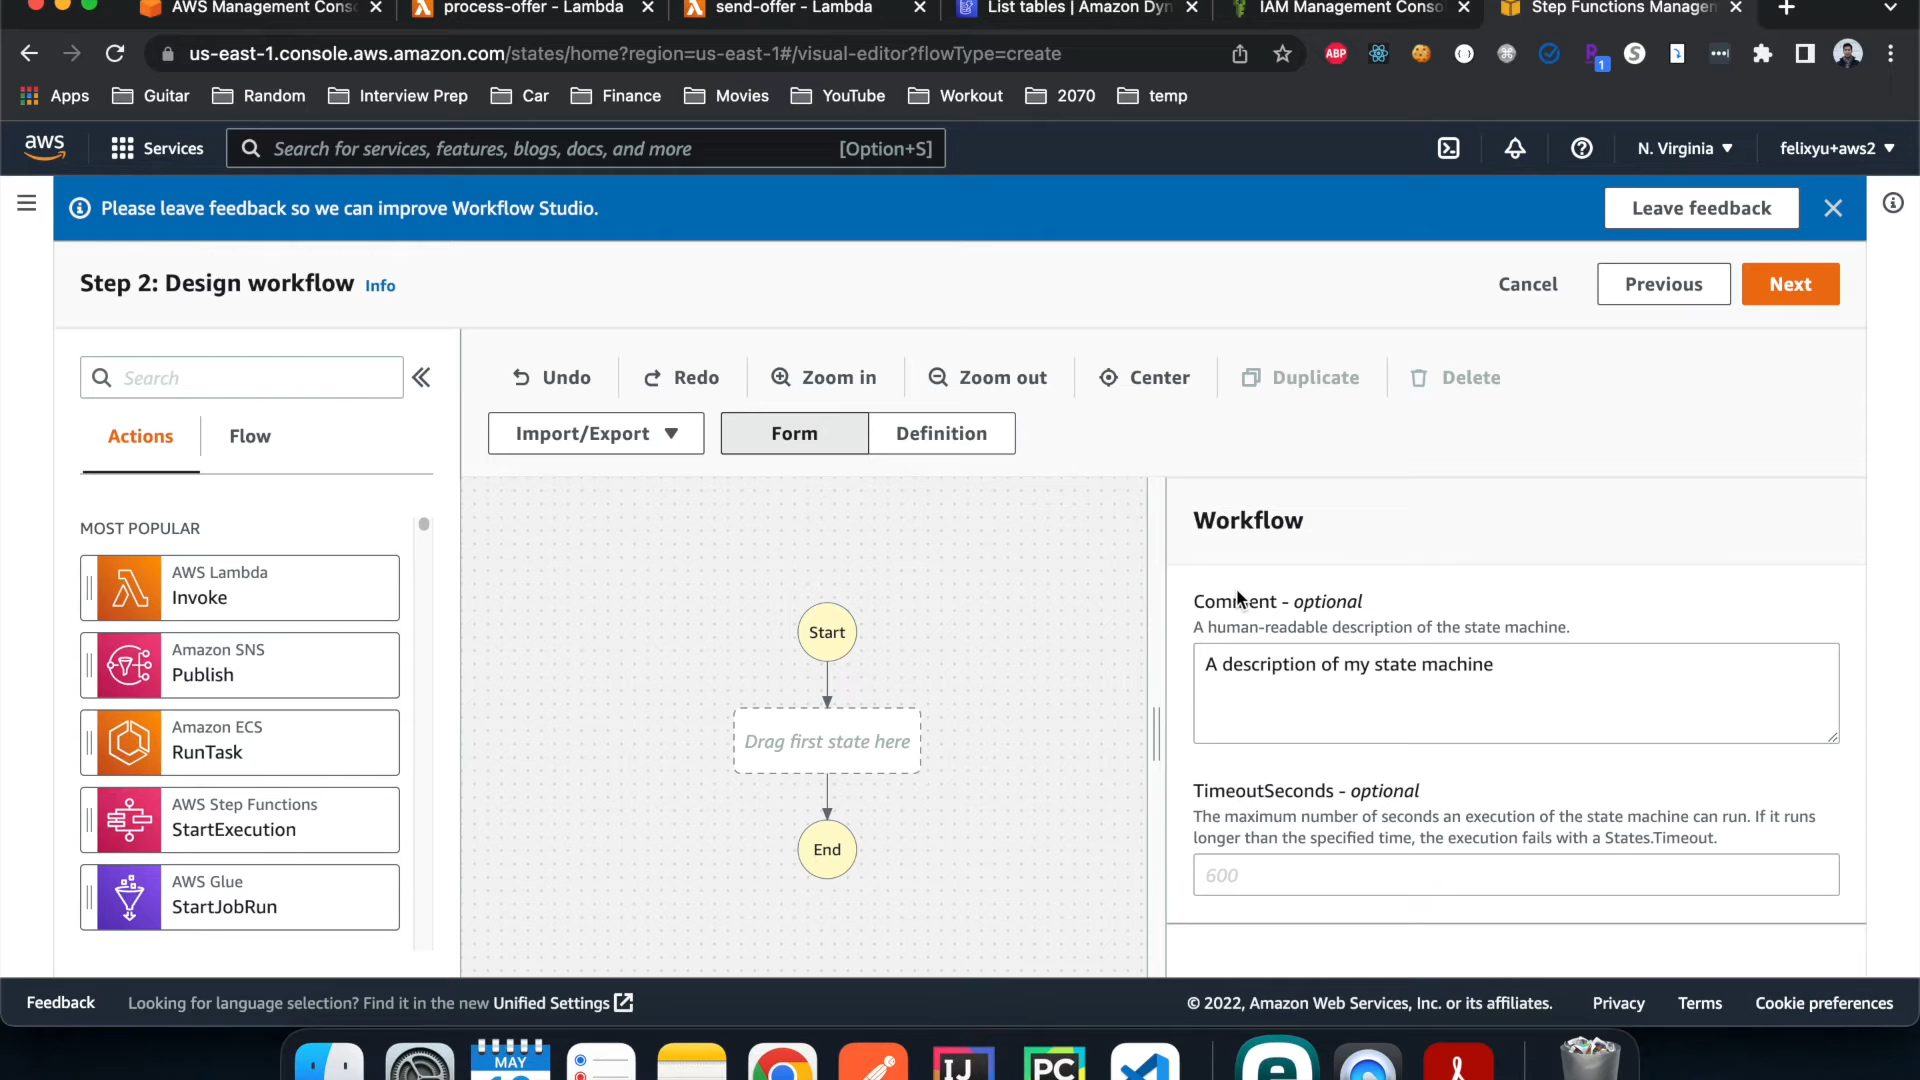 AWS Management Cons
process-offer - Lambda
send-offer - Lambda
List tables | Amazon Dyn
IAM Management Conso
Step Functions Managem
us-east-1.console.aws.amazon.com/states/home?region=us-east-1#/visual-editor?flowType=create
ABP
1
Apps
Guitar
Random
Interview Prep
Car
Finance
Movies
YouTube
Workout
2070
temp
aws
Services
Search for services, features, blogs, docs, and more
[Option+S]
N. Virginia
felixyu+aws2
Please leave feedback so we can improve Workflow Studio.
Leave feedback
Step 2: Design workflow
Info
Cancel
Previous
Next
Search
Undo
Redo
Zoom in
Zoom out
Center
Duplicate
Delete
Actions
Flow
Import/Export
Form
Definition
MOST POPULAR
AWS Lambda
Invoke
Amazon SNS
Publish
Amazon ECS
RunTask
AWS Step Functions
StartExecution
AWS Glue
StartJobRun
Start
Drag first state here
End
Workflow
Comment - optional
A human-readable description of the state machine.
A description of my state machine
TimeoutSeconds - optional
The maximum number of seconds an execution of the state machine can run. If it runs
longer than the specified time, the execution fails with a States.Timeout.
600
Feedback
Looking for language selection? Find it in the new Unified Settings
© 2022, Amazon Web Services, Inc. or its affiliates.
Privacy
Terms
Cookie preferences
MAY
IJ
PC